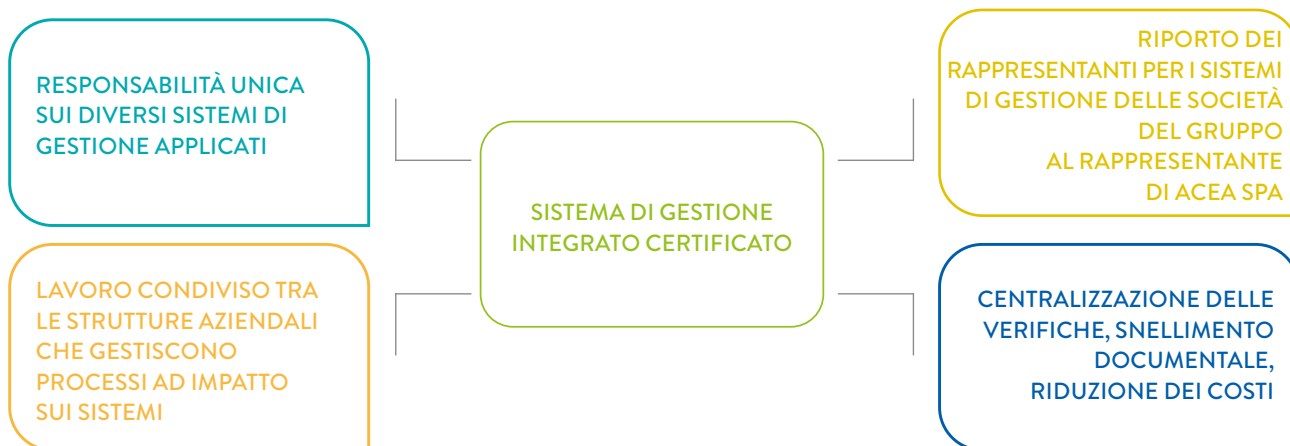 RESPONSABILITÀ UNICA
SUI DIVERSI SISTEMI DI
GESTIONE APPLICATI
RIPORTO DEI
RAPPRESENTANTI PER I SISTEMI
DI GESTIONE DELLE SOCIETÀ
DEL GRUPPO
AL RAPPRESENTANTE
DI ACEA SPA
SISTEMA DI GESTIONE
INTEGRATO CERTIFICATO
LAVORO CONDIVISO TRA
LE STRUTTURE AZIENDALI
CHE GESTISCONO
PROCESSI AD IMPATTO
SUI SISTEMI
CENTRALIZZAZIONE DELLE
VERIFICHE, SNELLIMENTO
DOCUMENTALE,
RIDUZIONE DEI COSTI